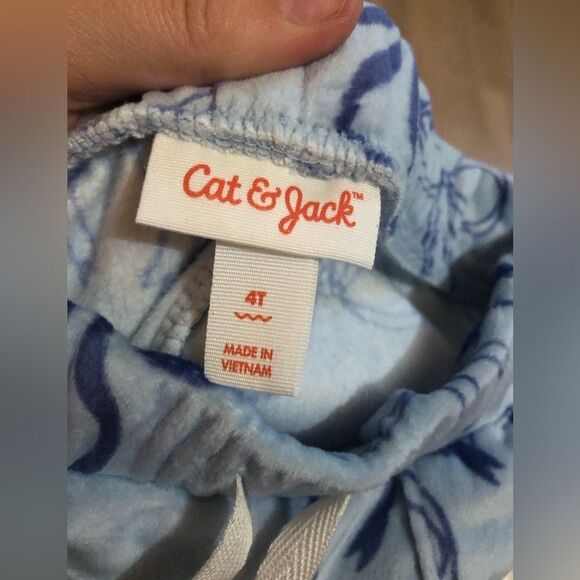 Cat & Jack™
4T
MADE IN
VIETNAM